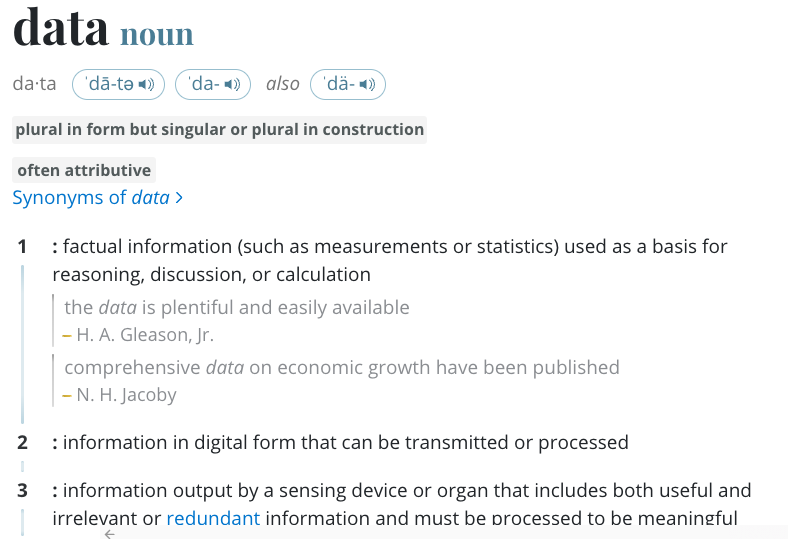 data noun
da·ta ˈdā-tə ˈda- also ˈdä-
plural in form but singular or plural in construction
often attributive
Synonyms of data >
1 : factual information (such as measurements or statistics) used as a basis for
reasoning, discussion, or calculation
the data is plentiful and easily available
– H. A. Gleason, Jr.
comprehensive data on economic growth have been published
– N. H. Jacoby
2 : information in digital form that can be transmitted or processed
3 : information output by a sensing device or organ that includes both useful and
irrelevant or redundant information and must be processed to be meaningful